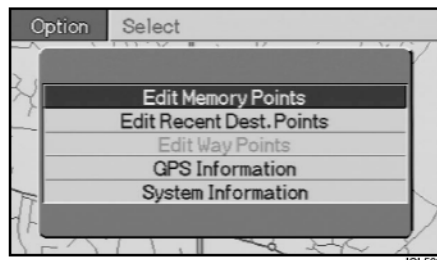 Option Select
Edit Memory Points
Edit Recent Dest. Points
Edit Way Points
GPS Information
System Information